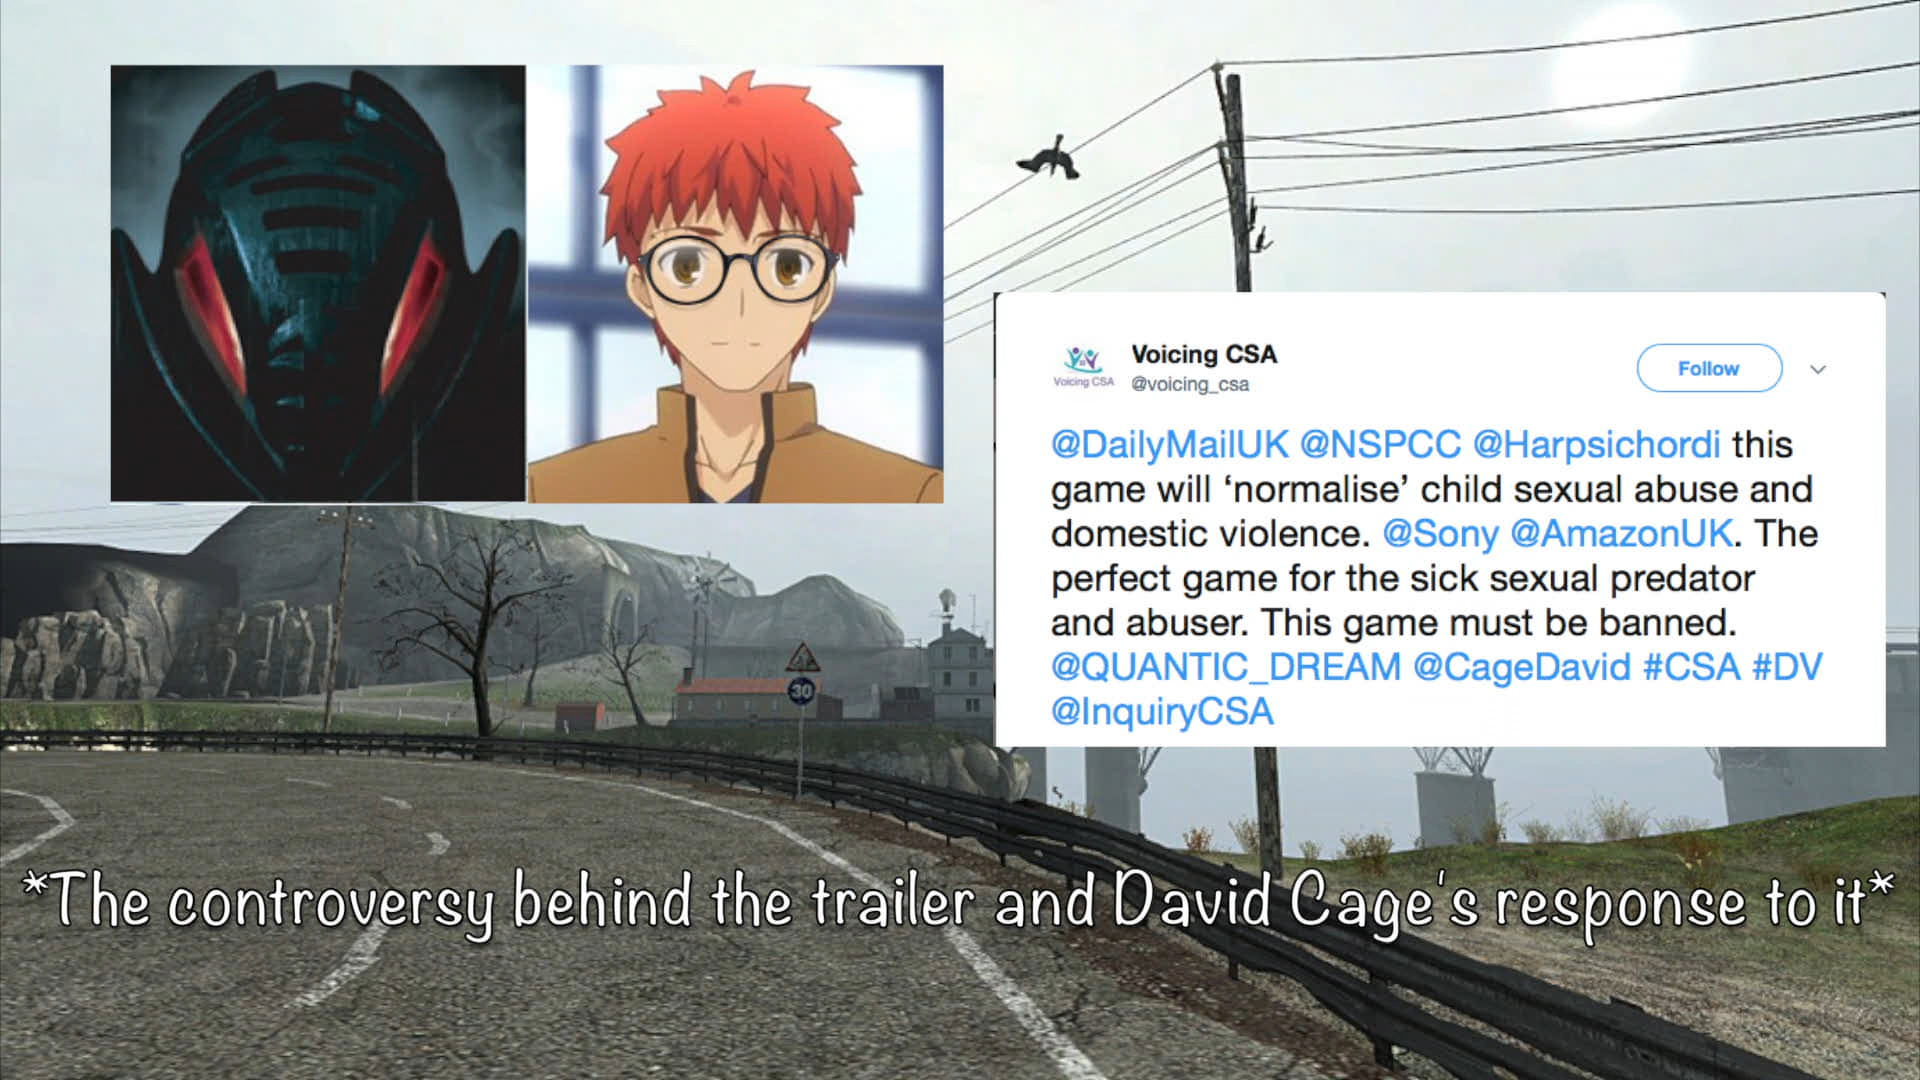 Voicing CSA
Voicing CSA
@voicing_csa
Follow
@DailyMailUK @NSPCC @Harpsichordi this
game will ‘normalise’ child sexual abuse and
domestic violence. @Sony @AmazonUK. The
perfect game for the sick sexual predator
and abuser. This game must be banned.
@QUANTIC_DREAM @CageDavid #CSA #DV
@InquiryCSA
30
*The controversy behind the trailer and David Cage's response to it*